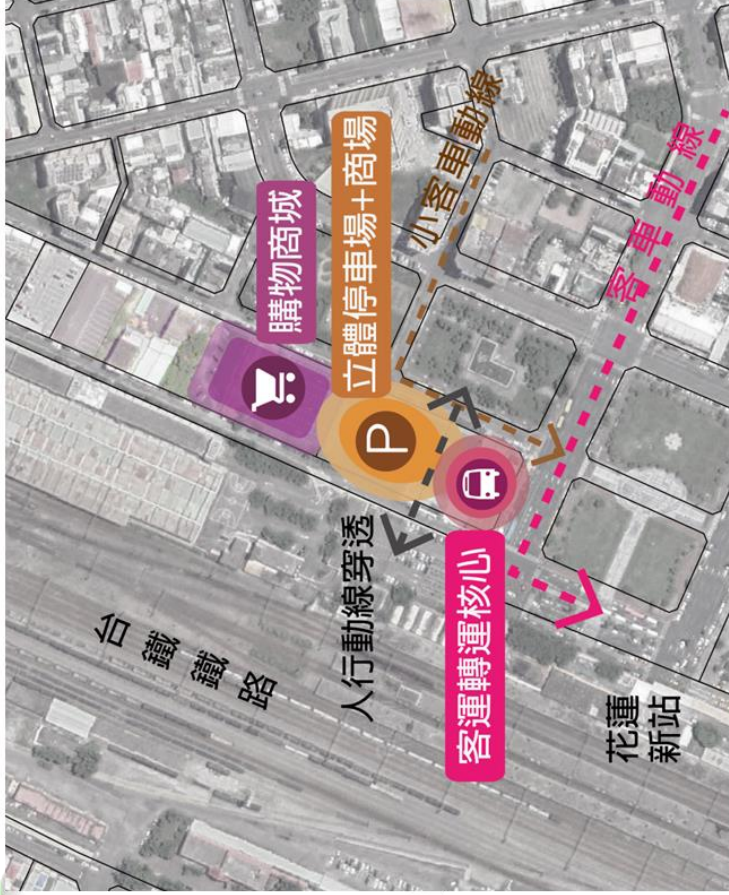 購物商城
立體停車場+商場
小客車動線
客車動線
人行動線穿透
P
客運轉運核心
台鐵鐵路
花蓮
新站